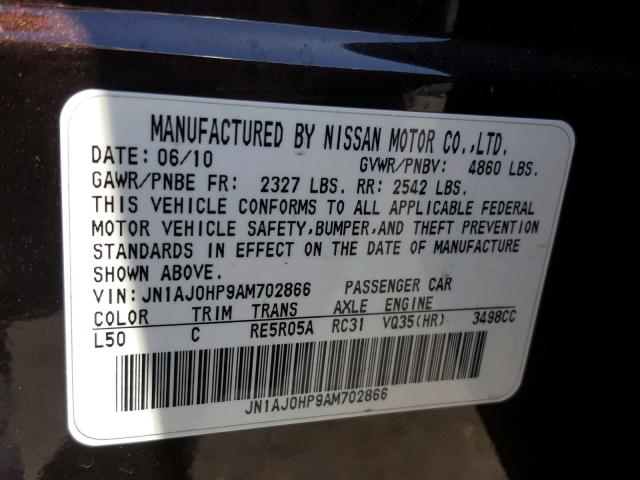 MANUFACTURED BY NISSAN MOTOR CO.,LTD.
DATE: 06/10 GVWR/PNBV: 4860 LBS.
GAWR/PNBE FR: 2327 LBS. RR: 2542 LBS.
THIS VEHICLE CONFORMS TO ALL APPLICABLE FEDERAL
MOTOR VEHICLE SAFETY,BUMPER,AND THEFT PREVENTION
STANDARDS IN EFFECT ON THE DATE OF MANUFACTURE
SHOWN ABOVE.
VIN:JN1AJ0HP9AM702866 PASSENGER CAR
COLOR TRIM TRANS AXLE ENGINE
L50 C RE5R05A RC31 VQ35(HR) 3498CC
JN1AJ0HP9AM702866